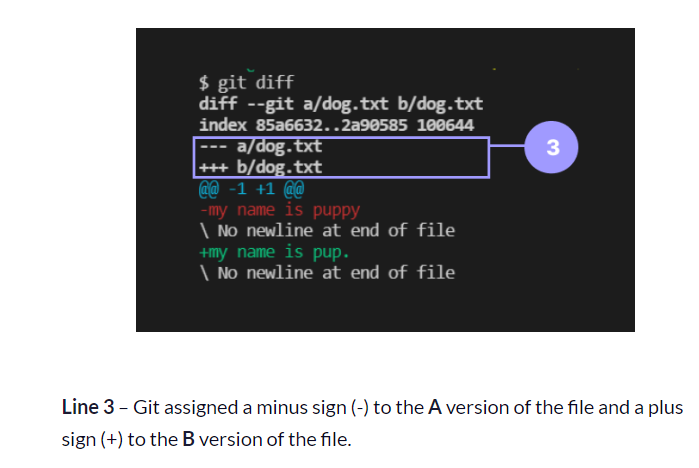 $ git diff
diff --git a/dog.txt b/dog.txt
index 85a6632..2a90585 100644
--- a/dog.txt
+++ b/dog.txt
3
@@ -1 +1 @@
-my name is puppy
\ No newline at end of file
+my name is pup.
\ No newline at end of file
Line 3 – Git assigned a minus sign (-) to the A version of the file and a plus
sign (+) to the B version of the file.